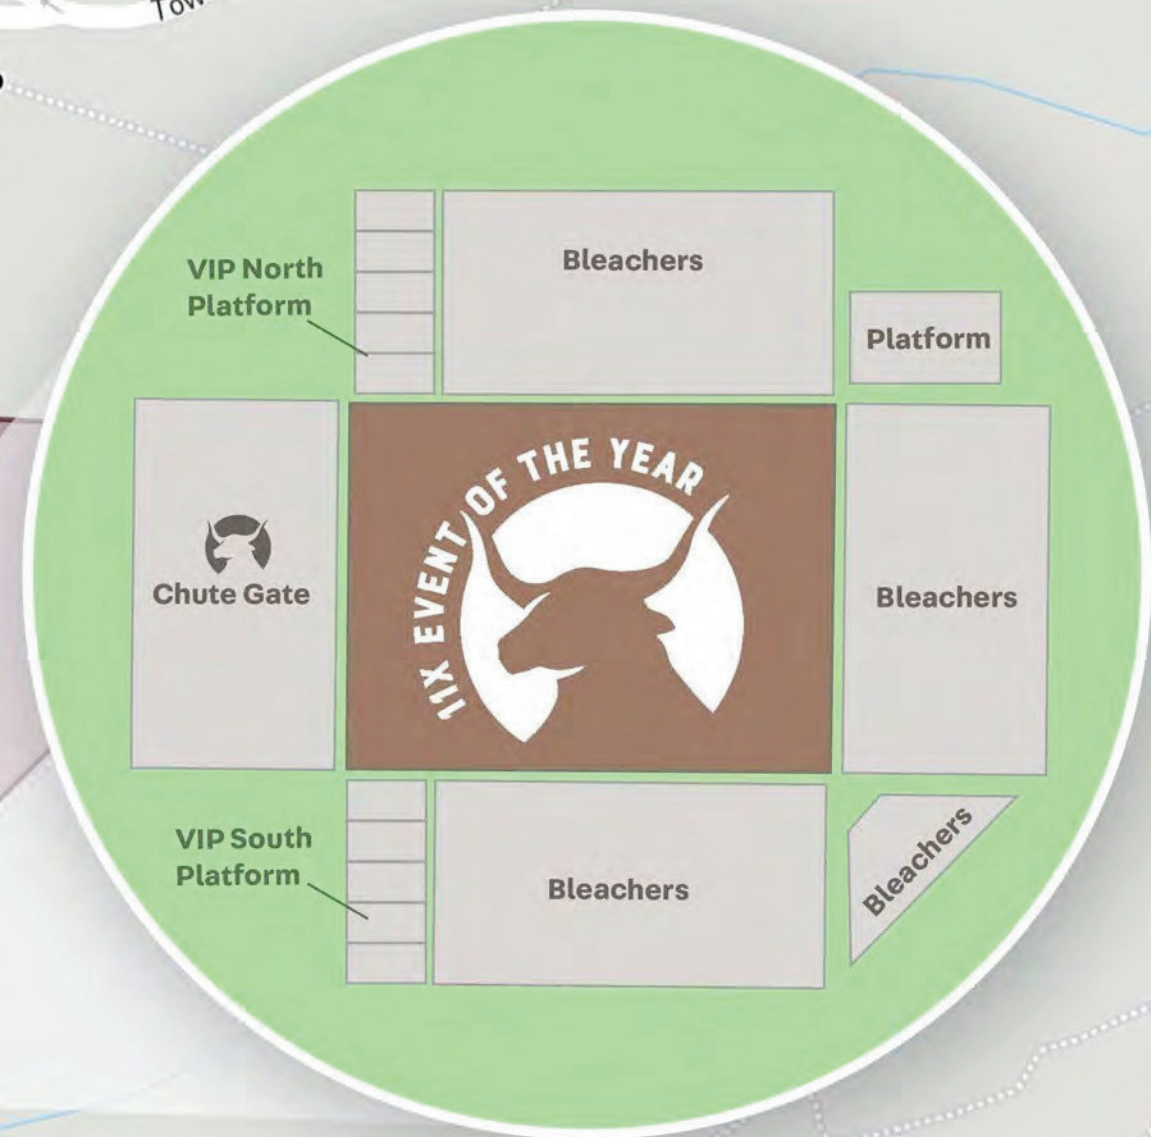 Bleachers
VIP North
Platform
Platform
11X EVENT OF THE YEAR
Chute Gate
Bleachers
VIP South
Platform
Bleachers
Bleachers